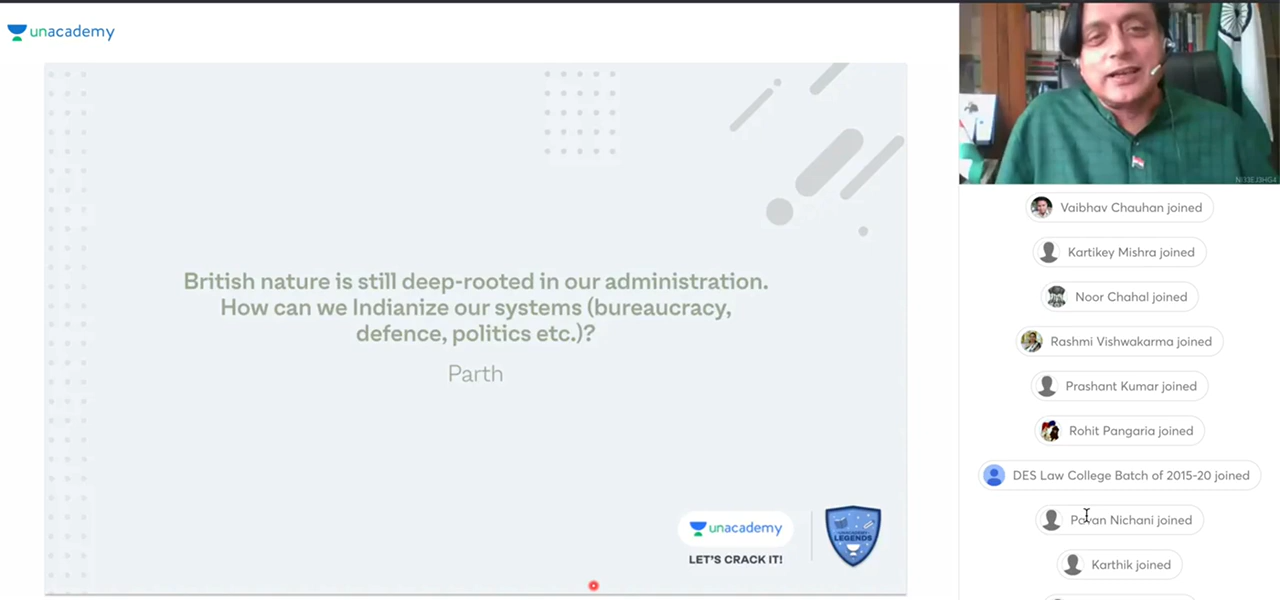 unacademy
British nature is still deep-rooted in our administration.
How can we Indianize our systems (bureaucracy,
defence, politics etc.)?
Parth
unacademy
LET'S CRACK IT!
LEGENDS
Vaibhav Chauhan joined
Kartikey Mishra joined
Noor Chahal joined
Rashmi Vishwakarma joined
Prashant Kumar joined
Rohit Pangaria joined
DES Law College Batch of 2015-20 joined
Pavan Nichani joined
Karthik joined